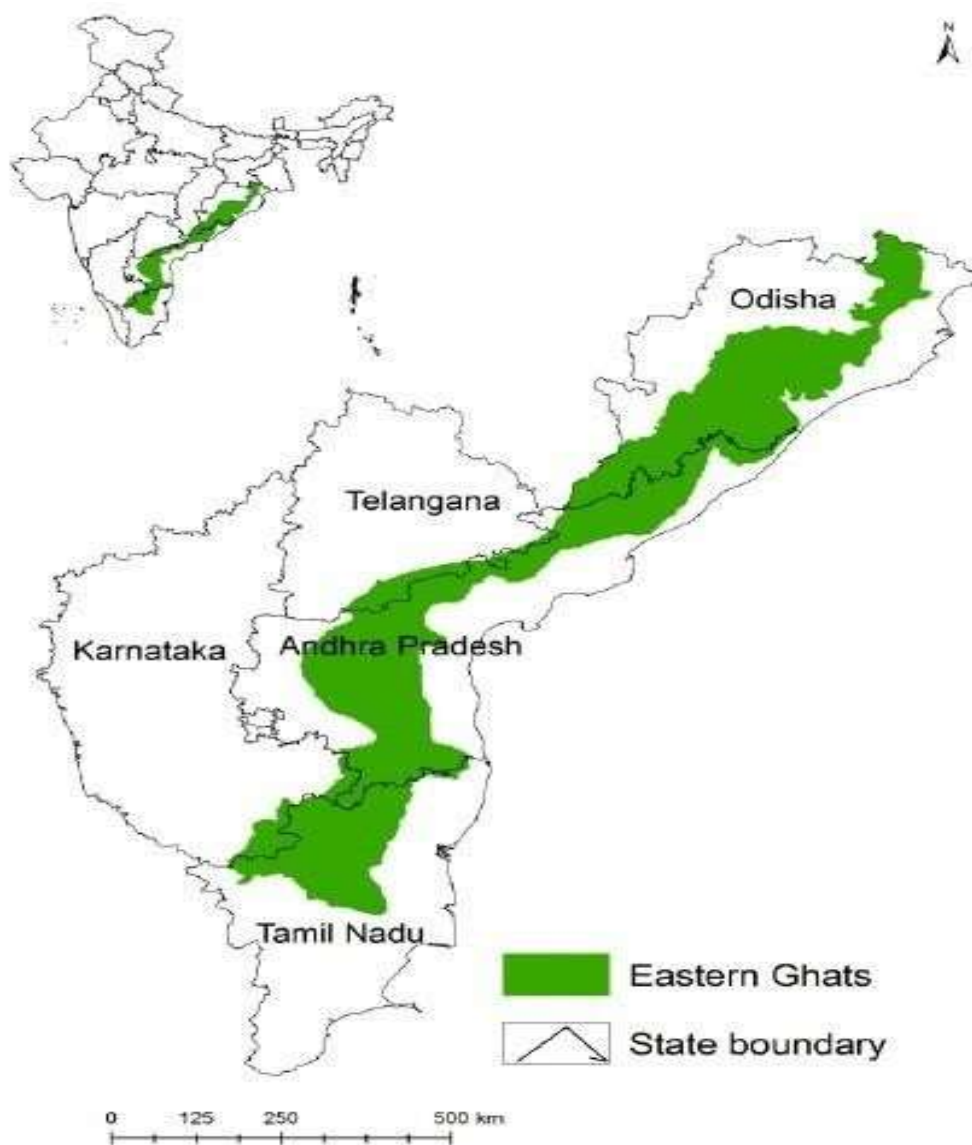 N
Odisha
Telangana
Karnataka
Andhra Pradesh
Tamil Nadu
Eastern Ghats
State boundary
0 125 250 500 km